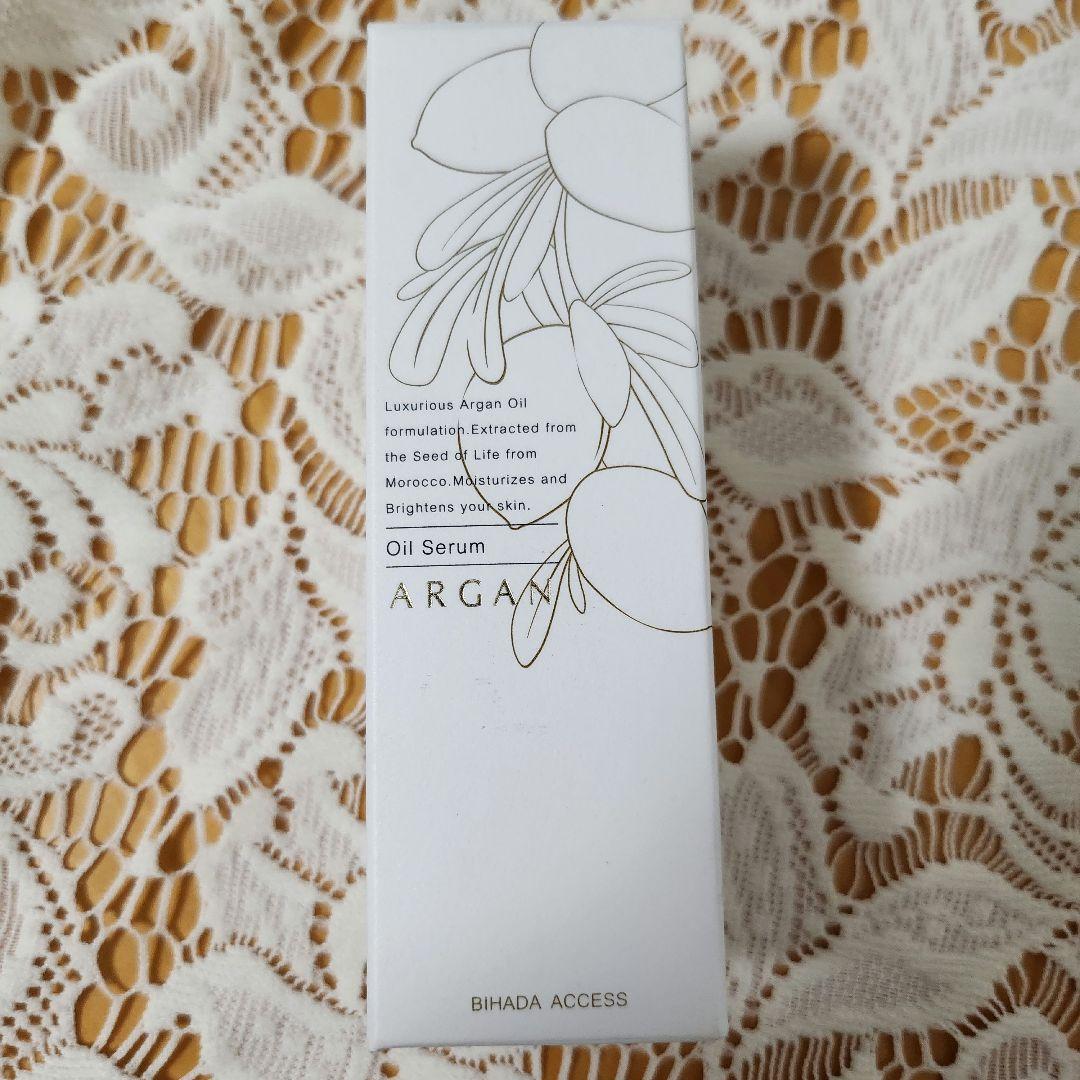 Luxurious Argan Oil
formulation.Extracted from
the Seed of Life from
Morocco.Moisturizes and
Brightens your skin.
Oil Serum
ARGAN
BIHADA ACCESS